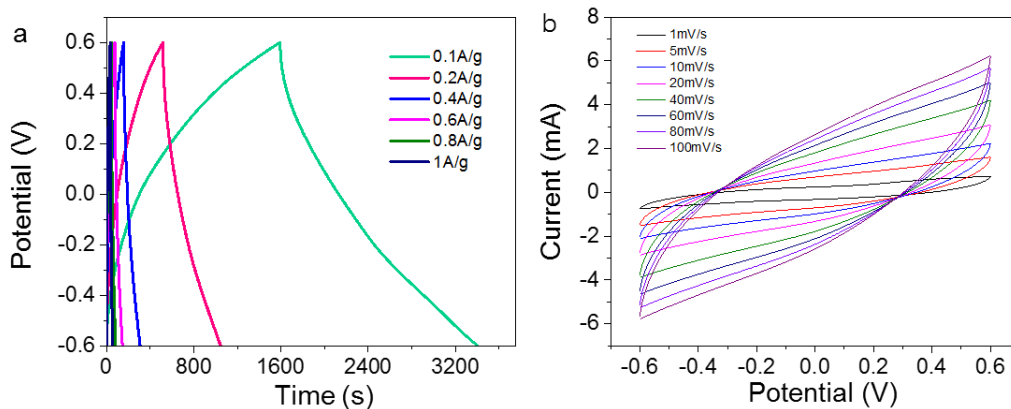 a
0.6
0.4
0.2
0.0
-0.2
-0.4
-0.6
Potential (V)
0.1A/g
0.2A/g
0.4A/g
0.6A/g
0.8A/g
1A/g
0 800 1600 2400 3200
Time (s)
b
8
6
4
2
0
-2
-4
-6
Current (mA)
1mV/s
5mV/s
10mV/s
20mV/s
40mV/s
60mV/s
80mV/s
100mV/s
-0.6 -0.4 -0.2 0.0 0.2 0.4 0.6
Potential (V)